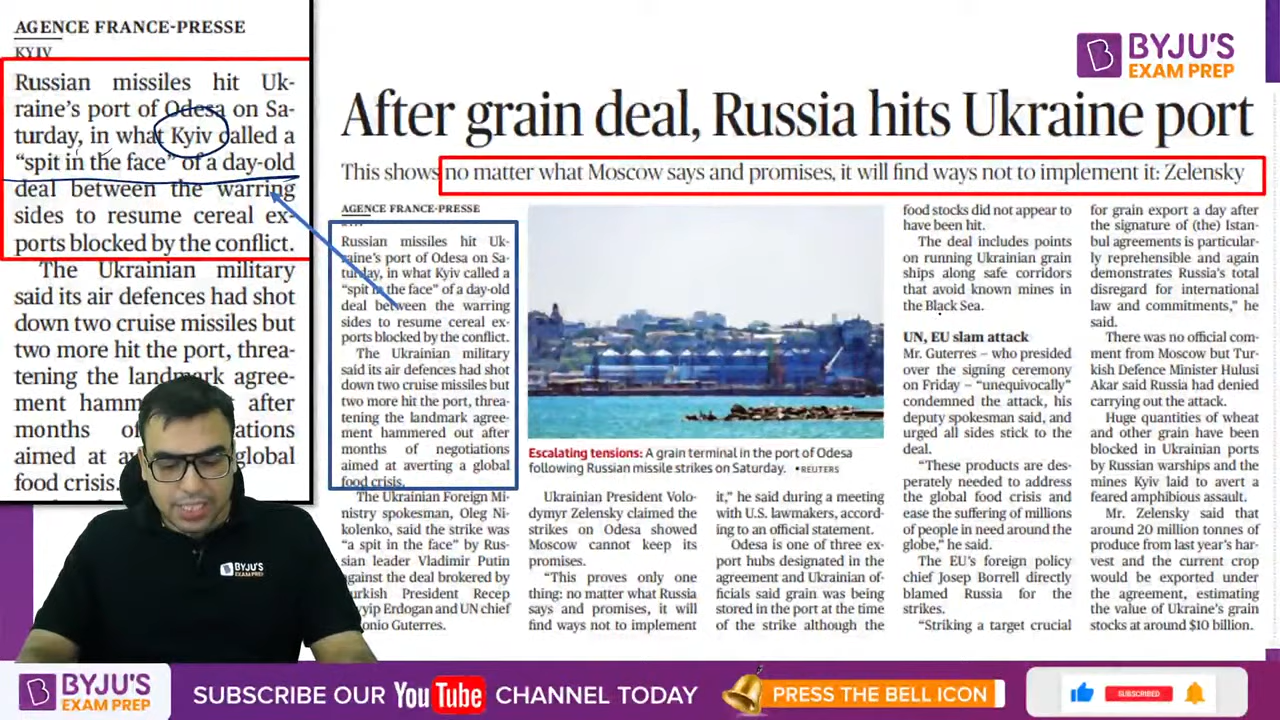 AGENCE FRANCE-PRESSE
KYIV
Russian missiles hit Uk-
raine's port of Odesa on Sa-
turday, in what Kyiv called a
“spit in the face” of a day-old
deal between the warring
sides to resume cereal ex-
ports blocked by the conflict.
The Ukrainian military
said its air defences had shot
down two cruise missiles but
two more hit the port, threa-
tening the landmark agree-
ment hamm after
months of
aimed at global
food crisis.
BYJU'S
EXAM PREP
After grain deal, Russia hits Ukraine port
This shows no matter what Moscow says and promises, it will find ways not to implement it: Zelensky
AGENCE FRANCE-PRESSE
Russian missiles hit Uk-
raine's port of Odesa on Sa-
turday, in what Kyiv called a
“spit in the face” of a day-old
deal between the warring
sides to resume cereal ex-
ports blocked by the conflict.
The Ukrainian military
said its air defences had shot
down two cruise missiles but
two more hit the port, threa-
tening the landmark agree-
ment hammered out after
months of negotiations
aimed at averting a global
food crisis.
The Ukrainian Foreign Mi-
nistry spokesman, Oleg Ni-
kolenko, said the strike was
“a spit in the face” by Rus-
sian leader Vladimir Putin
against the deal brokered by
Turkish President Recep
Erdogan and UN chief
Guterres.
Escalating tensions: A grain terminal in the port of Odesa
following Russian missile strikes on Saturday. •REUTERS
Ukrainian President Volo-
dymyr Zelensky claimed the
strikes on Odesa showed
Moscow cannot keep its
promises.
“This proves only one
thing: no matter what Russia
says and promises, it will
find ways not to implement
it,” he said during a meeting
with U.S. lawmakers, accord-
ing to an official statement.
Odesa is one of three ex-
port hubs designated in the
agreement and Ukrainian of-
ficials said grain was being
stored in the port at the time
of the strike although the
food stocks did not appear to
have been hit.
The deal includes points
on running Ukrainian grain
ships along safe corridors
that avoid known mines in
the Black Sea.
UN, EU slam attack
Mr. Guterres – who presided
over the signing ceremony
on Friday – “unequivocally”
condemned the attack, his
deputy spokesman said, and
urged all sides stick to the
deal.
“These products are des-
perately needed to address
the global food crisis and
ease the suffering of millions
of people in need around the
globe,” he said.
The EU's foreign policy
chief Josep Borrell directly
blamed Russia for the
strikes.
“Striking a target crucial
for grain export a day after
the signature of (the) Istan-
bul agreements is particular-
ly reprehensible and again
demonstrates Russia's total
disregard for international
law and commitments,” he
said.
There was no official com-
ment from Moscow but Tur-
kish Defence Minister Hulusi
Akar said Russia had denied
carrying out the attack.
Huge quantities of wheat
and other grain have been
blocked in Ukrainian ports
by Russian warships and the
mines Kyiv laid to avert a
feared amphibious assault.
Mr. Zelensky said that
around 20 million tonnes of
produce from last year's har-
vest and the current crop
would be exported under
the agreement, estimating
the value of Ukraine's grain
stocks at around $10 billion.
BYJU'S
EXAM PREP
BYJU'S
EXAM PREP
SUBSCRIBE OUR YouTube CHANNEL TODAY
PRESS THE BELL ICON
SUBSCRIBED